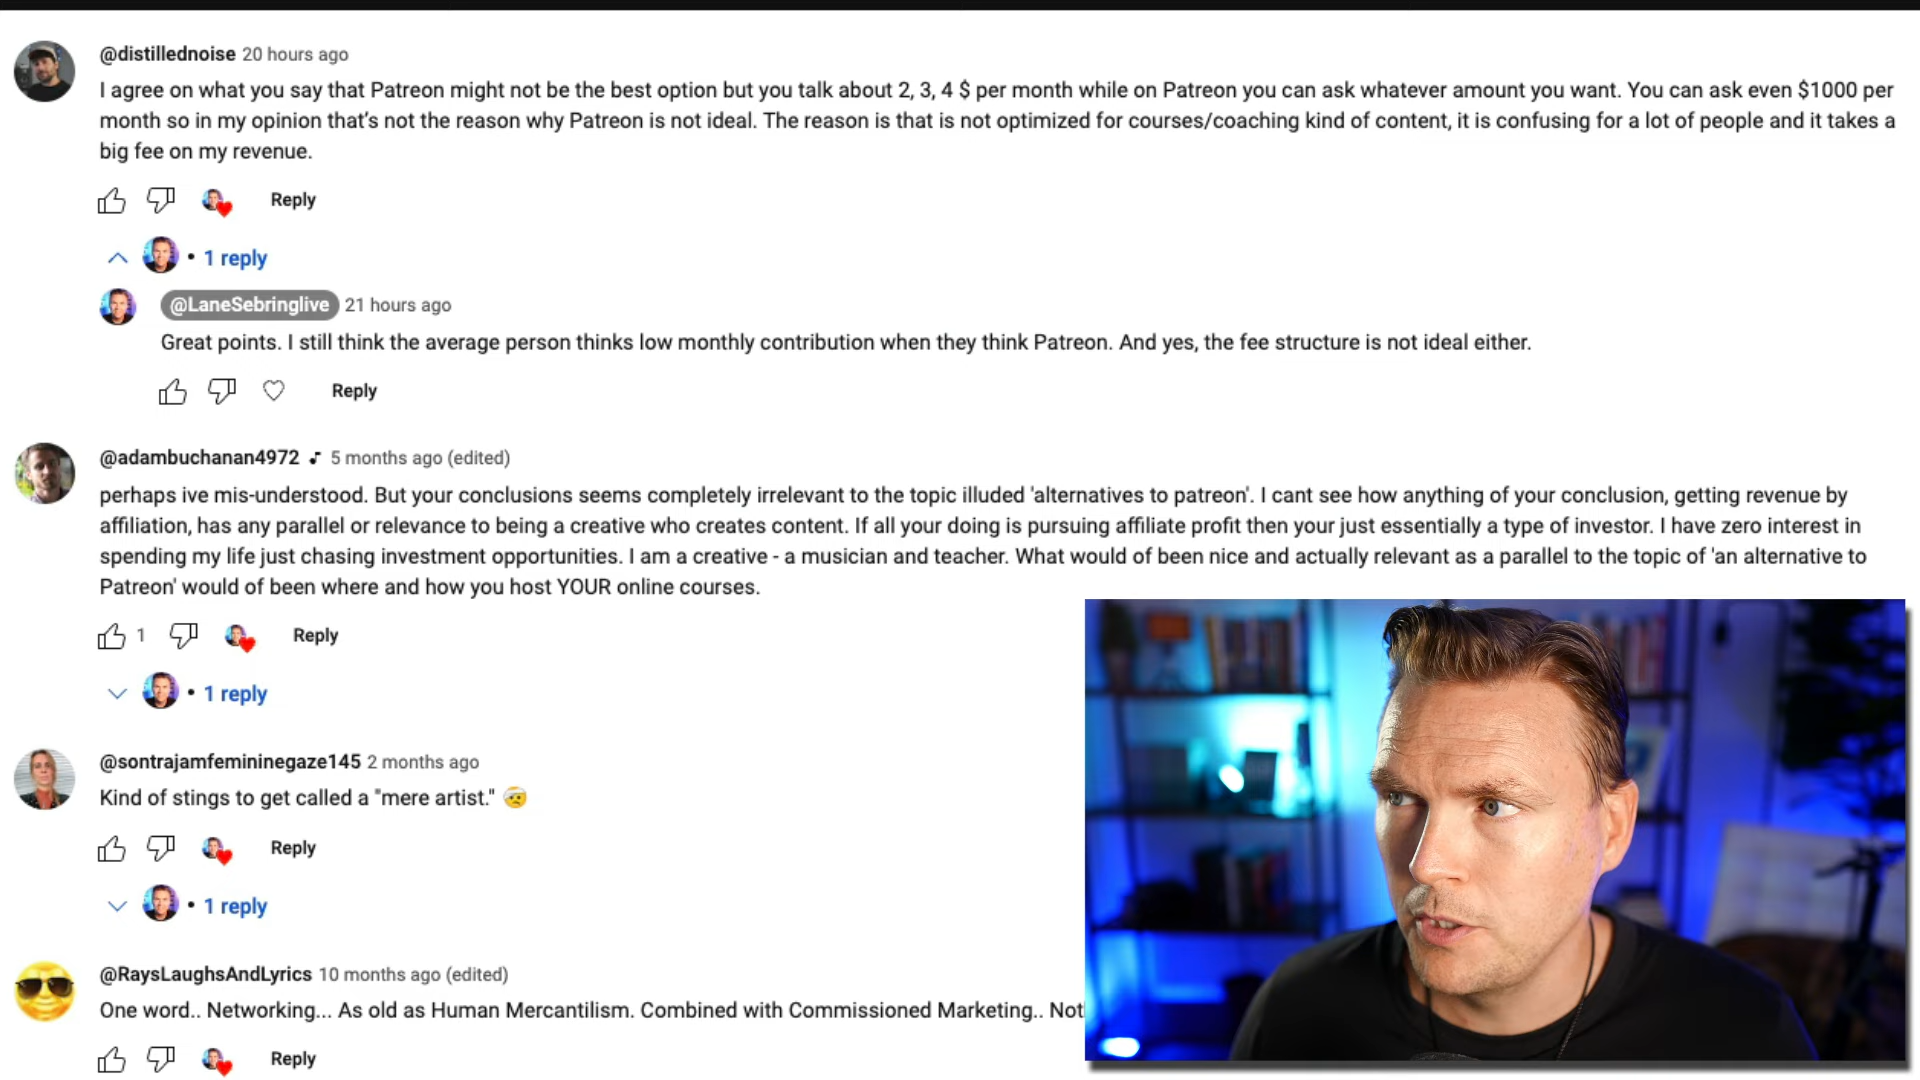 @distillednoise 20 hours ago
I agree on what you say that Patreon might not be the best option but you talk about 2, 3, 4 $ per month while on Patreon you can ask whatever amount you want. You can ask even $1000 per
month so in my opinion that's not the reason why Patreon is not ideal. The reason is that is not optimized for courses/coaching kind of content, it is confusing for a lot of people and it takes a
big fee on my revenue.
Reply
• 1 reply
@LaneSebringlive 21 hours ago
Great points. I still think the average person thinks low monthly contribution when they think Patreon. And yes, the fee structure is not ideal either.
Reply
@adambuchanan4972 5 months ago (edited)
perhaps ive mis-understood. But your conclusions seems completely irrelevant to the topic illuded 'alternatives to patreon'. I cant see how anything of your conclusion, getting revenue by
affiliation, has any parallel or relevance to being a creative who creates content. If all your doing is pursuing affiliate profit then your just essentially a type of investor. I have zero interest in
spending my life just chasing investment opportunities. I am a creative - a musician and teacher. What would of been nice and actually relevant as a parallel to the topic of 'an alternative to
Patreon' would of been where and how you host YOUR online courses.
1 Reply
• 1 reply
@sontrajamfemininegaze145 2 months ago
Kind of stings to get called a "mere artist." 🤕
Reply
• 1 reply
@RaysLaughsAndLyrics 10 months ago (edited)
One word.. Networking... As old as Human Mercantilism. Combined with Commissioned Marketing.. Not
Reply